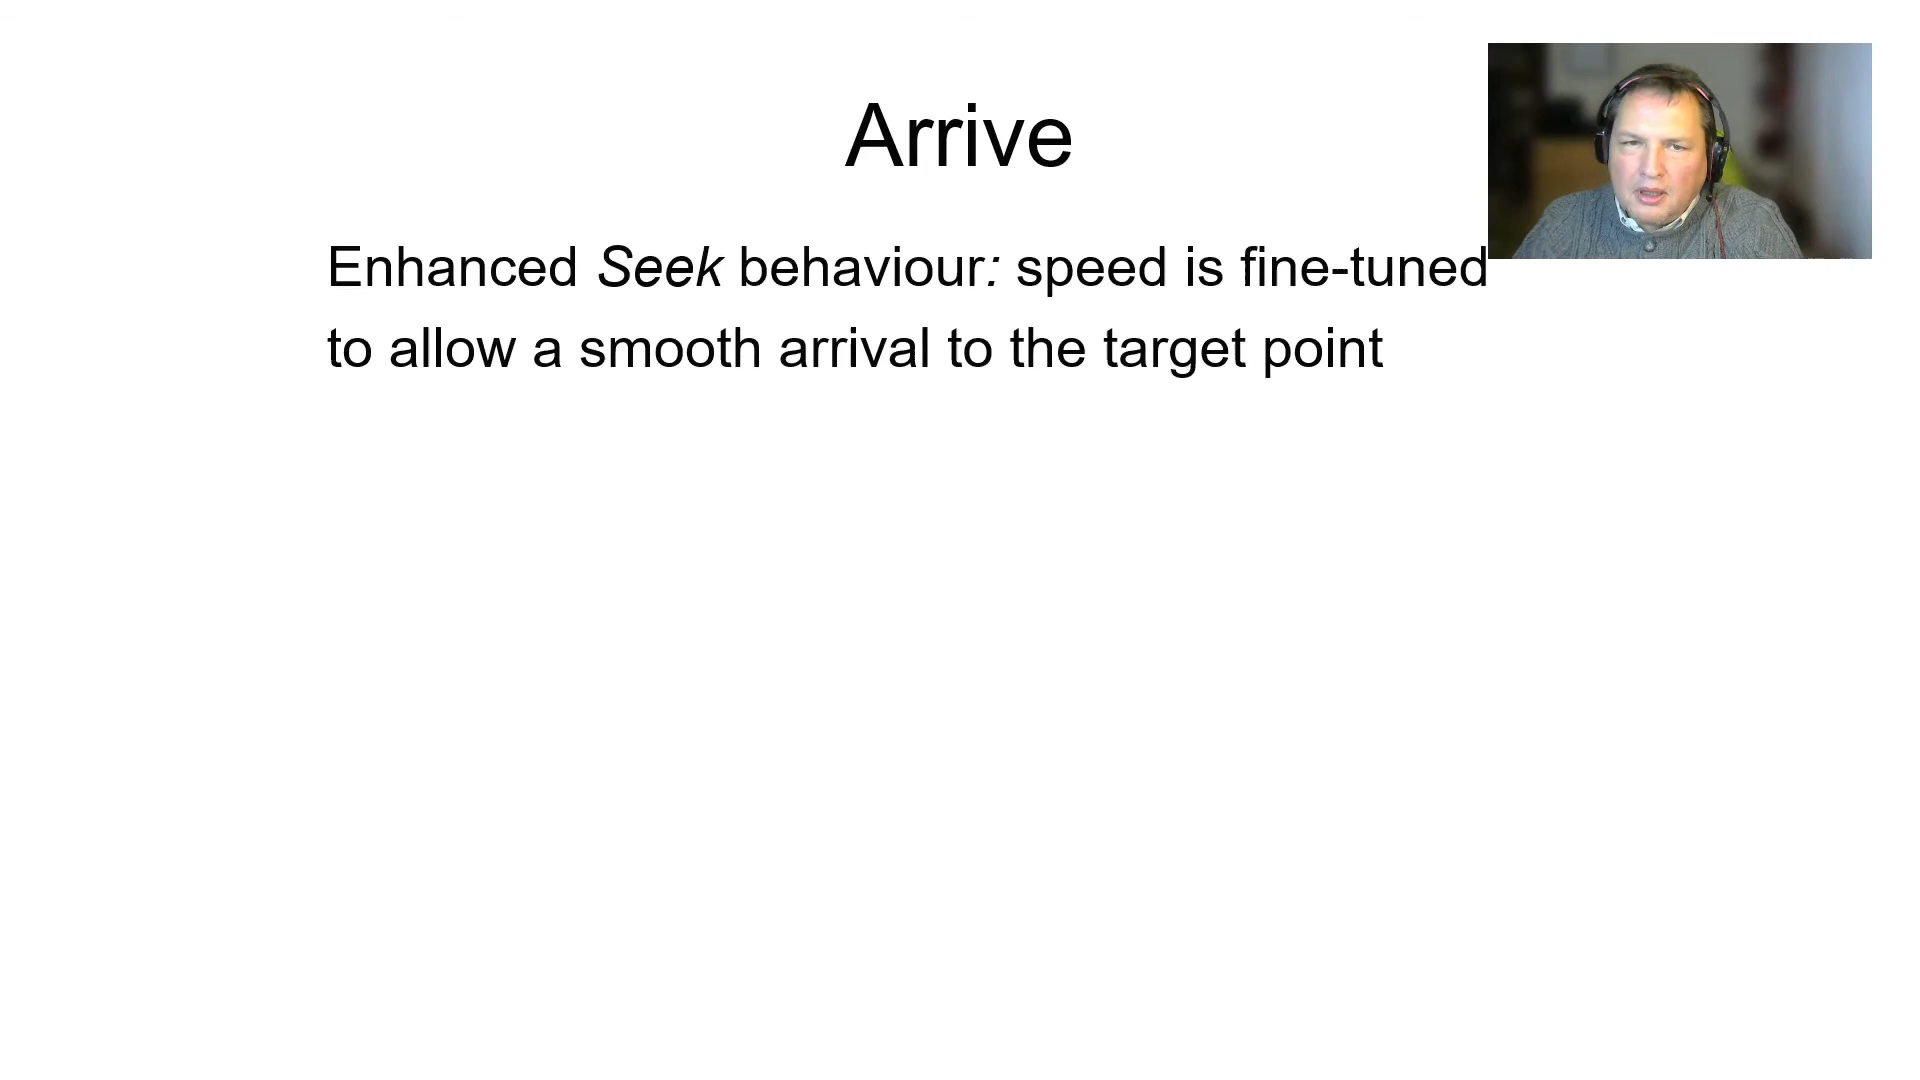 Arrive
Enhanced Seek behaviour: speed is fine-tuned
to allow a smooth arrival to the target point